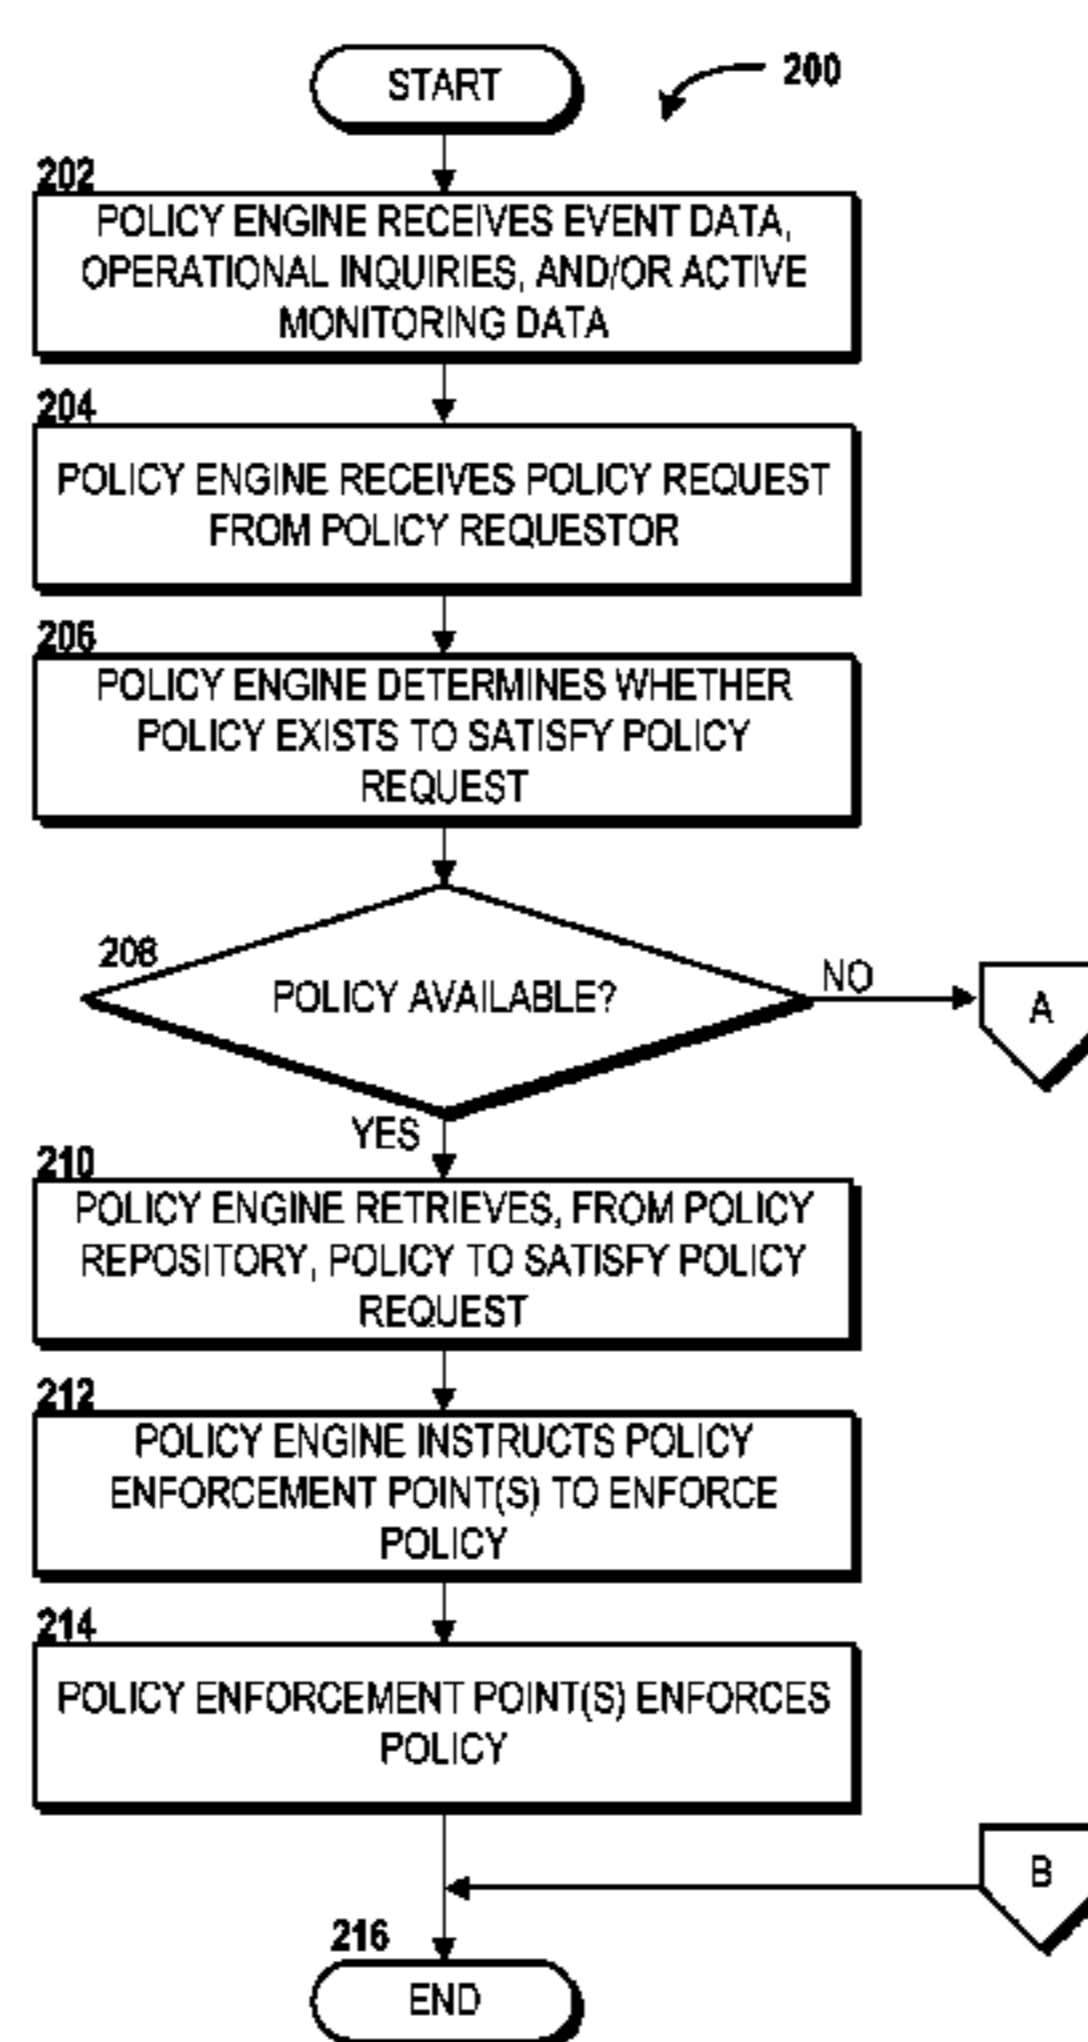 START
200
202
POLICY ENGINE RECEIVES EVENT DATA,
OPERATIONAL INQUIRIES, AND/OR ACTIVE
MONITORING DATA
204
POLICY ENGINE RECEIVES POLICY REQUEST
FROM POLICY REQUESTOR
206
POLICY ENGINE DETERMINES WHETHER
POLICY EXISTS TO SATISFY POLICY
REQUEST
208
POLICY AVAILABLE?
NO
A
YES
210
POLICY ENGINE RETRIEVES, FROM POLICY
REPOSITORY, POLICY TO SATISFY POLICY
REQUEST
212
POLICY ENGINE INSTRUCTS POLICY
ENFORCEMENT POINT(S) TO ENFORCE
POLICY
214
POLICY ENFORCEMENT POINT(S) ENFORCES
POLICY
B
216
END